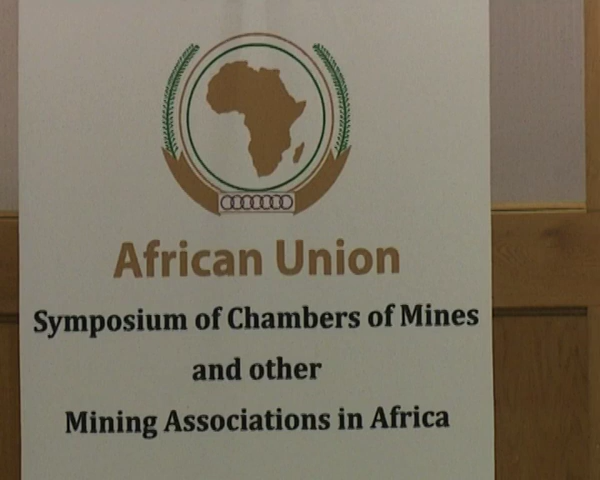 African Union
Symposium of Chambers of Mines
and other
Mining Associations in Africa